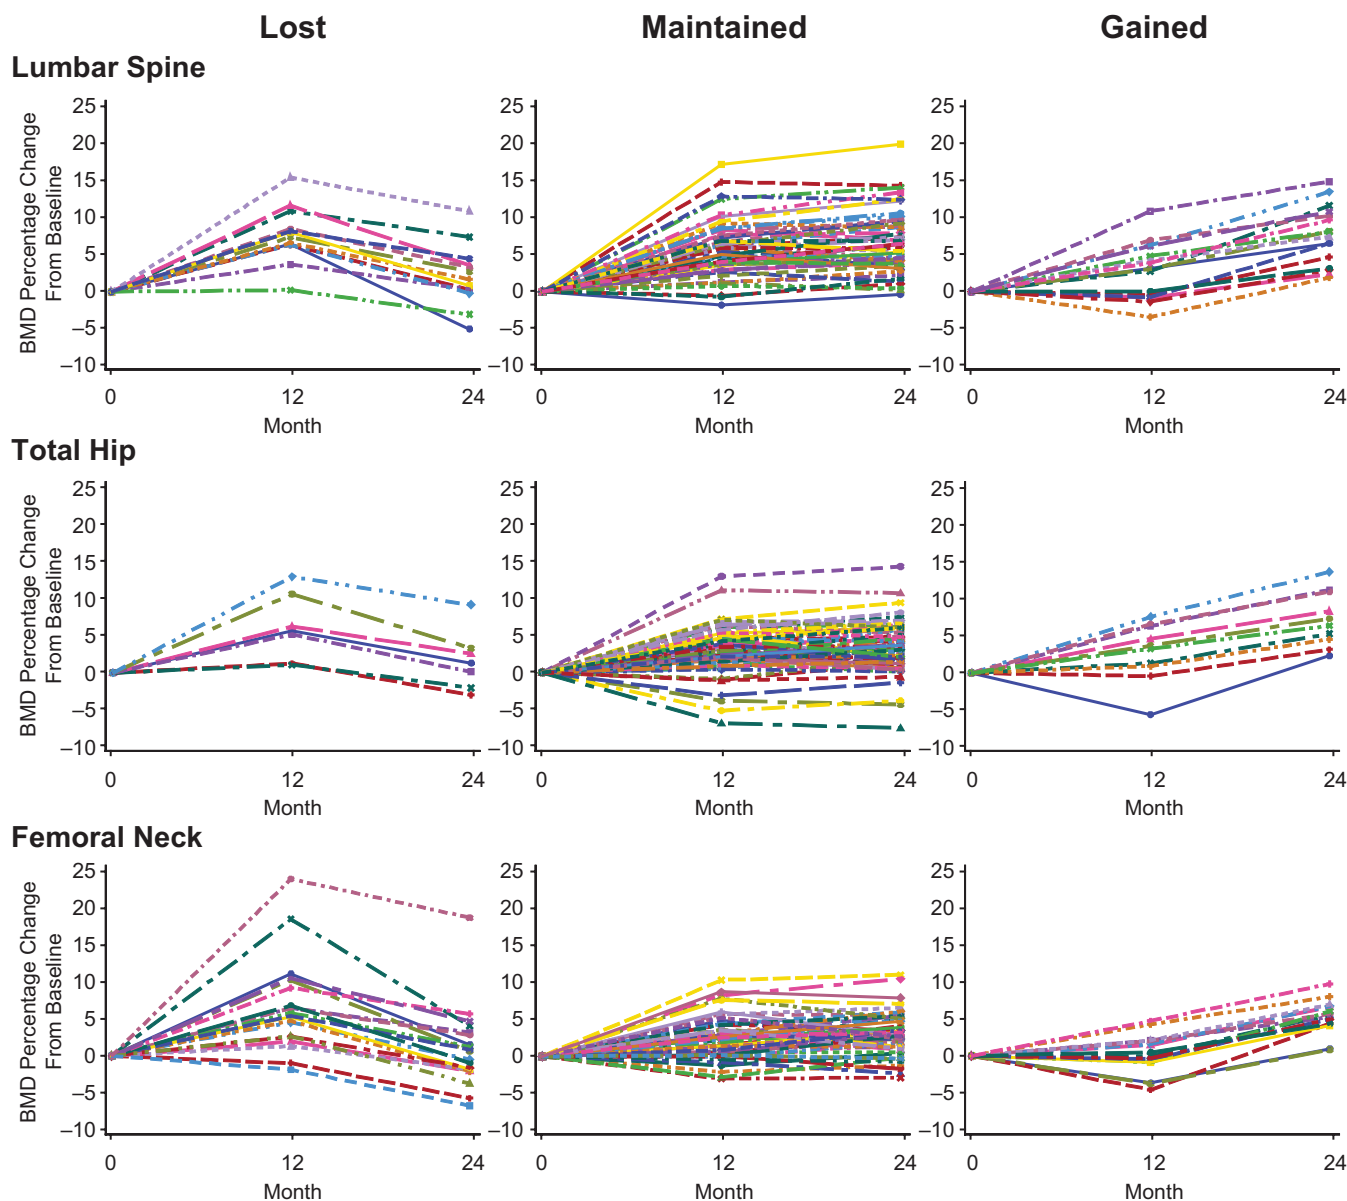 Lost Maintained Gained
Lumbar Spine
BMD Percentage Change
From Baseline
25 25 25
20 20 20
15 15 15
10 10 10
5 5 5
0 0 0
–5 –5 –5
–10 –10 –10
0 12 24 0 12 24 0 12 24
Month Month Month
Total Hip
BMD Percentage Change
From Baseline
25 25 25
20 20 20
15 15 15
10 10 10
5 5 5
0 0 0
–5 –5 –5
–10 –10 –10
0 12 24 0 12 24 0 12 24
Month Month Month
Femoral Neck
BMD Percentage Change
From Baseline
25 25 25
20 20 20
15 15 15
10 10 10
5 5 5
0 0 0
–5 –5 –5
–10 –10 –10
0 12 24 0 12 24 0 12 24
Month Month Month